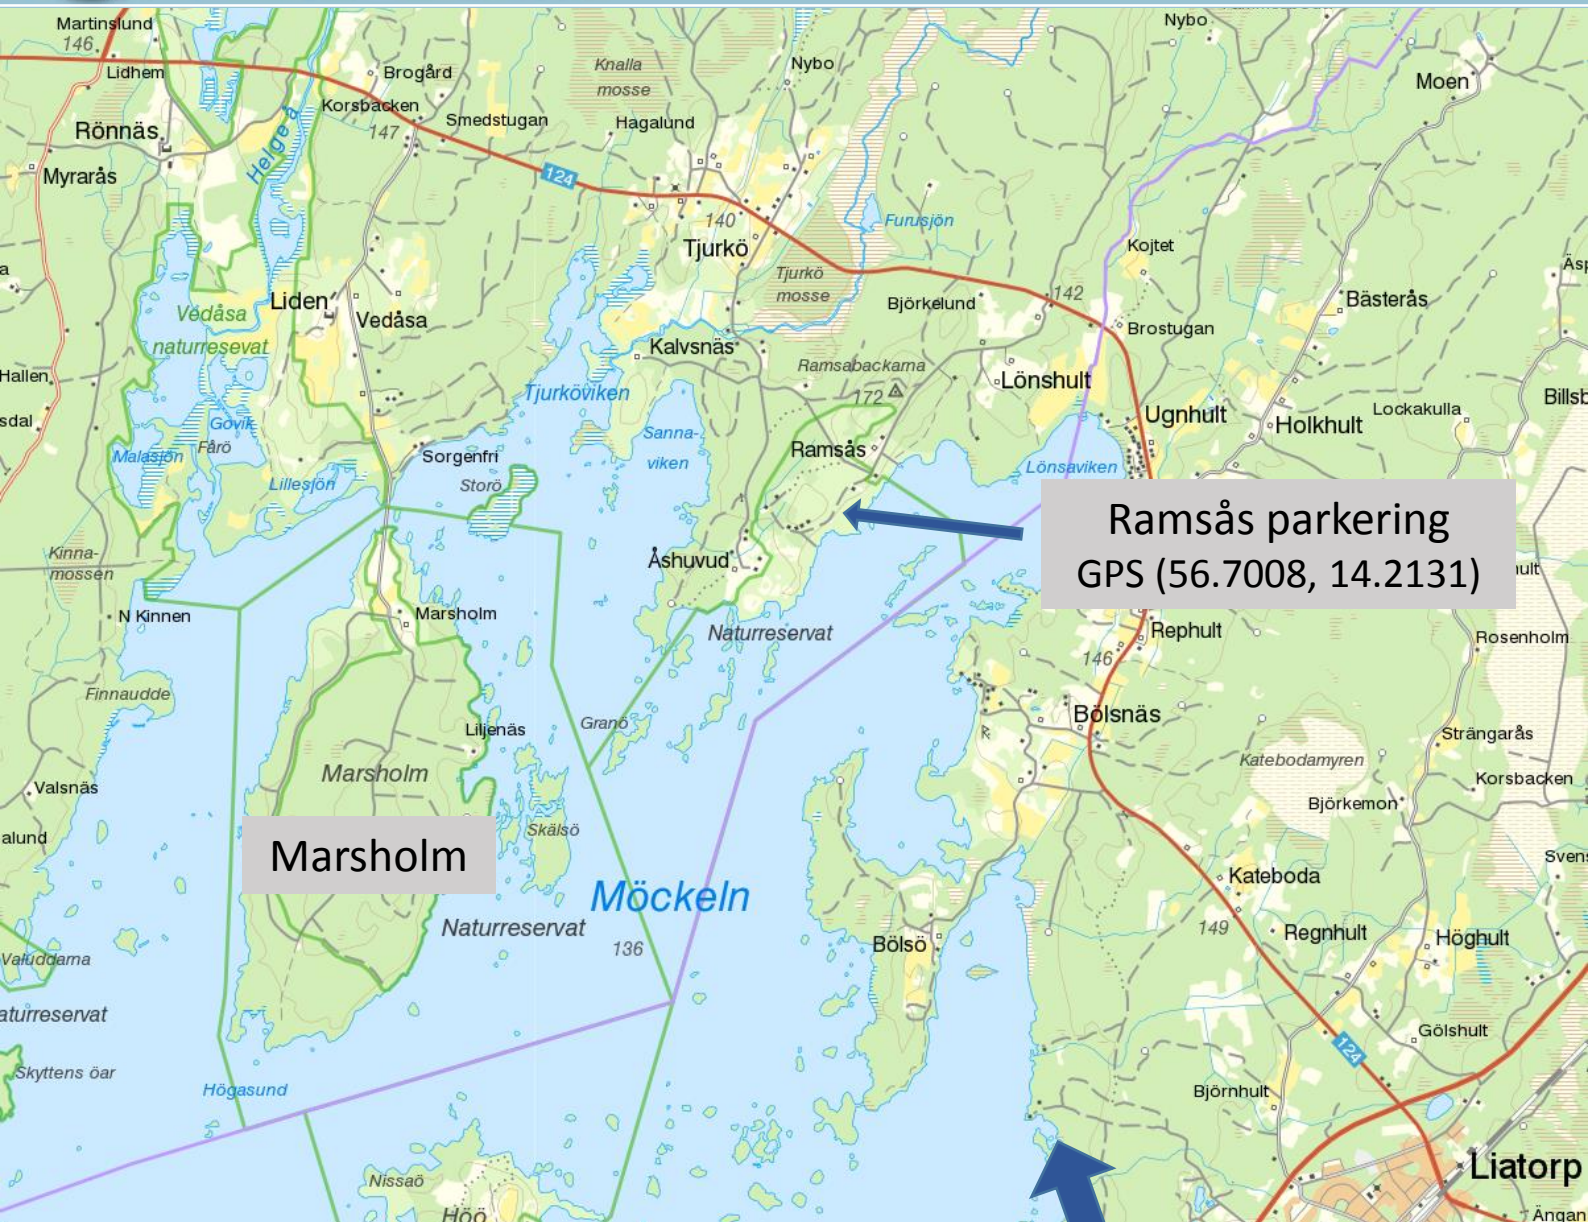 Martinslund
Nybo
146
Lidhem
Brogård
Knalla
mosse
Nybo
Moen
Korsbacken
147
Smedstugan
Hagalund
Rönnäs
Helge å
Myrarås
124
140
Furusjön
Tjurkö
Kojtet
Tjurkö
mosse
Björkelund
142
Bästerås
Liden
Vedåsa
naturresevat
Vedåsa
Brostugan
Kalvsnäs
Ramsabackarna
172
Hallen
Tjurköviken
Lönshult
Ugnhult
Holkhult
Lockakulla
Govik
Fårö
Sanna-
viken
Ramsås
Malasjön
Sorgenfri
Storö
Lillesjön
Lönsaviken
Ramsås parkering
GPS (56.7008, 14.2131)
Kinna-
mossen
Åshuvud
N Kinnen
Marsholm
Naturreservat
Rephult
146
Rosenholm
Finnaudde
Liljenäs
Granö
Bölsnäs
R
Strängarås
Marsholm
Katebodamyren
Korsbacken
Valsnäs
Björkemon
Skälsö
Marsholm
Möckeln
Kateboda
Naturreservat
136
Bölsö
149
Regnhult
Höghult
Valuddarna
aturreservat
Gölshult
124
Skyttens öar
Högasund
Björnhult
Liatorp
Nissaö
Höö
Ängan